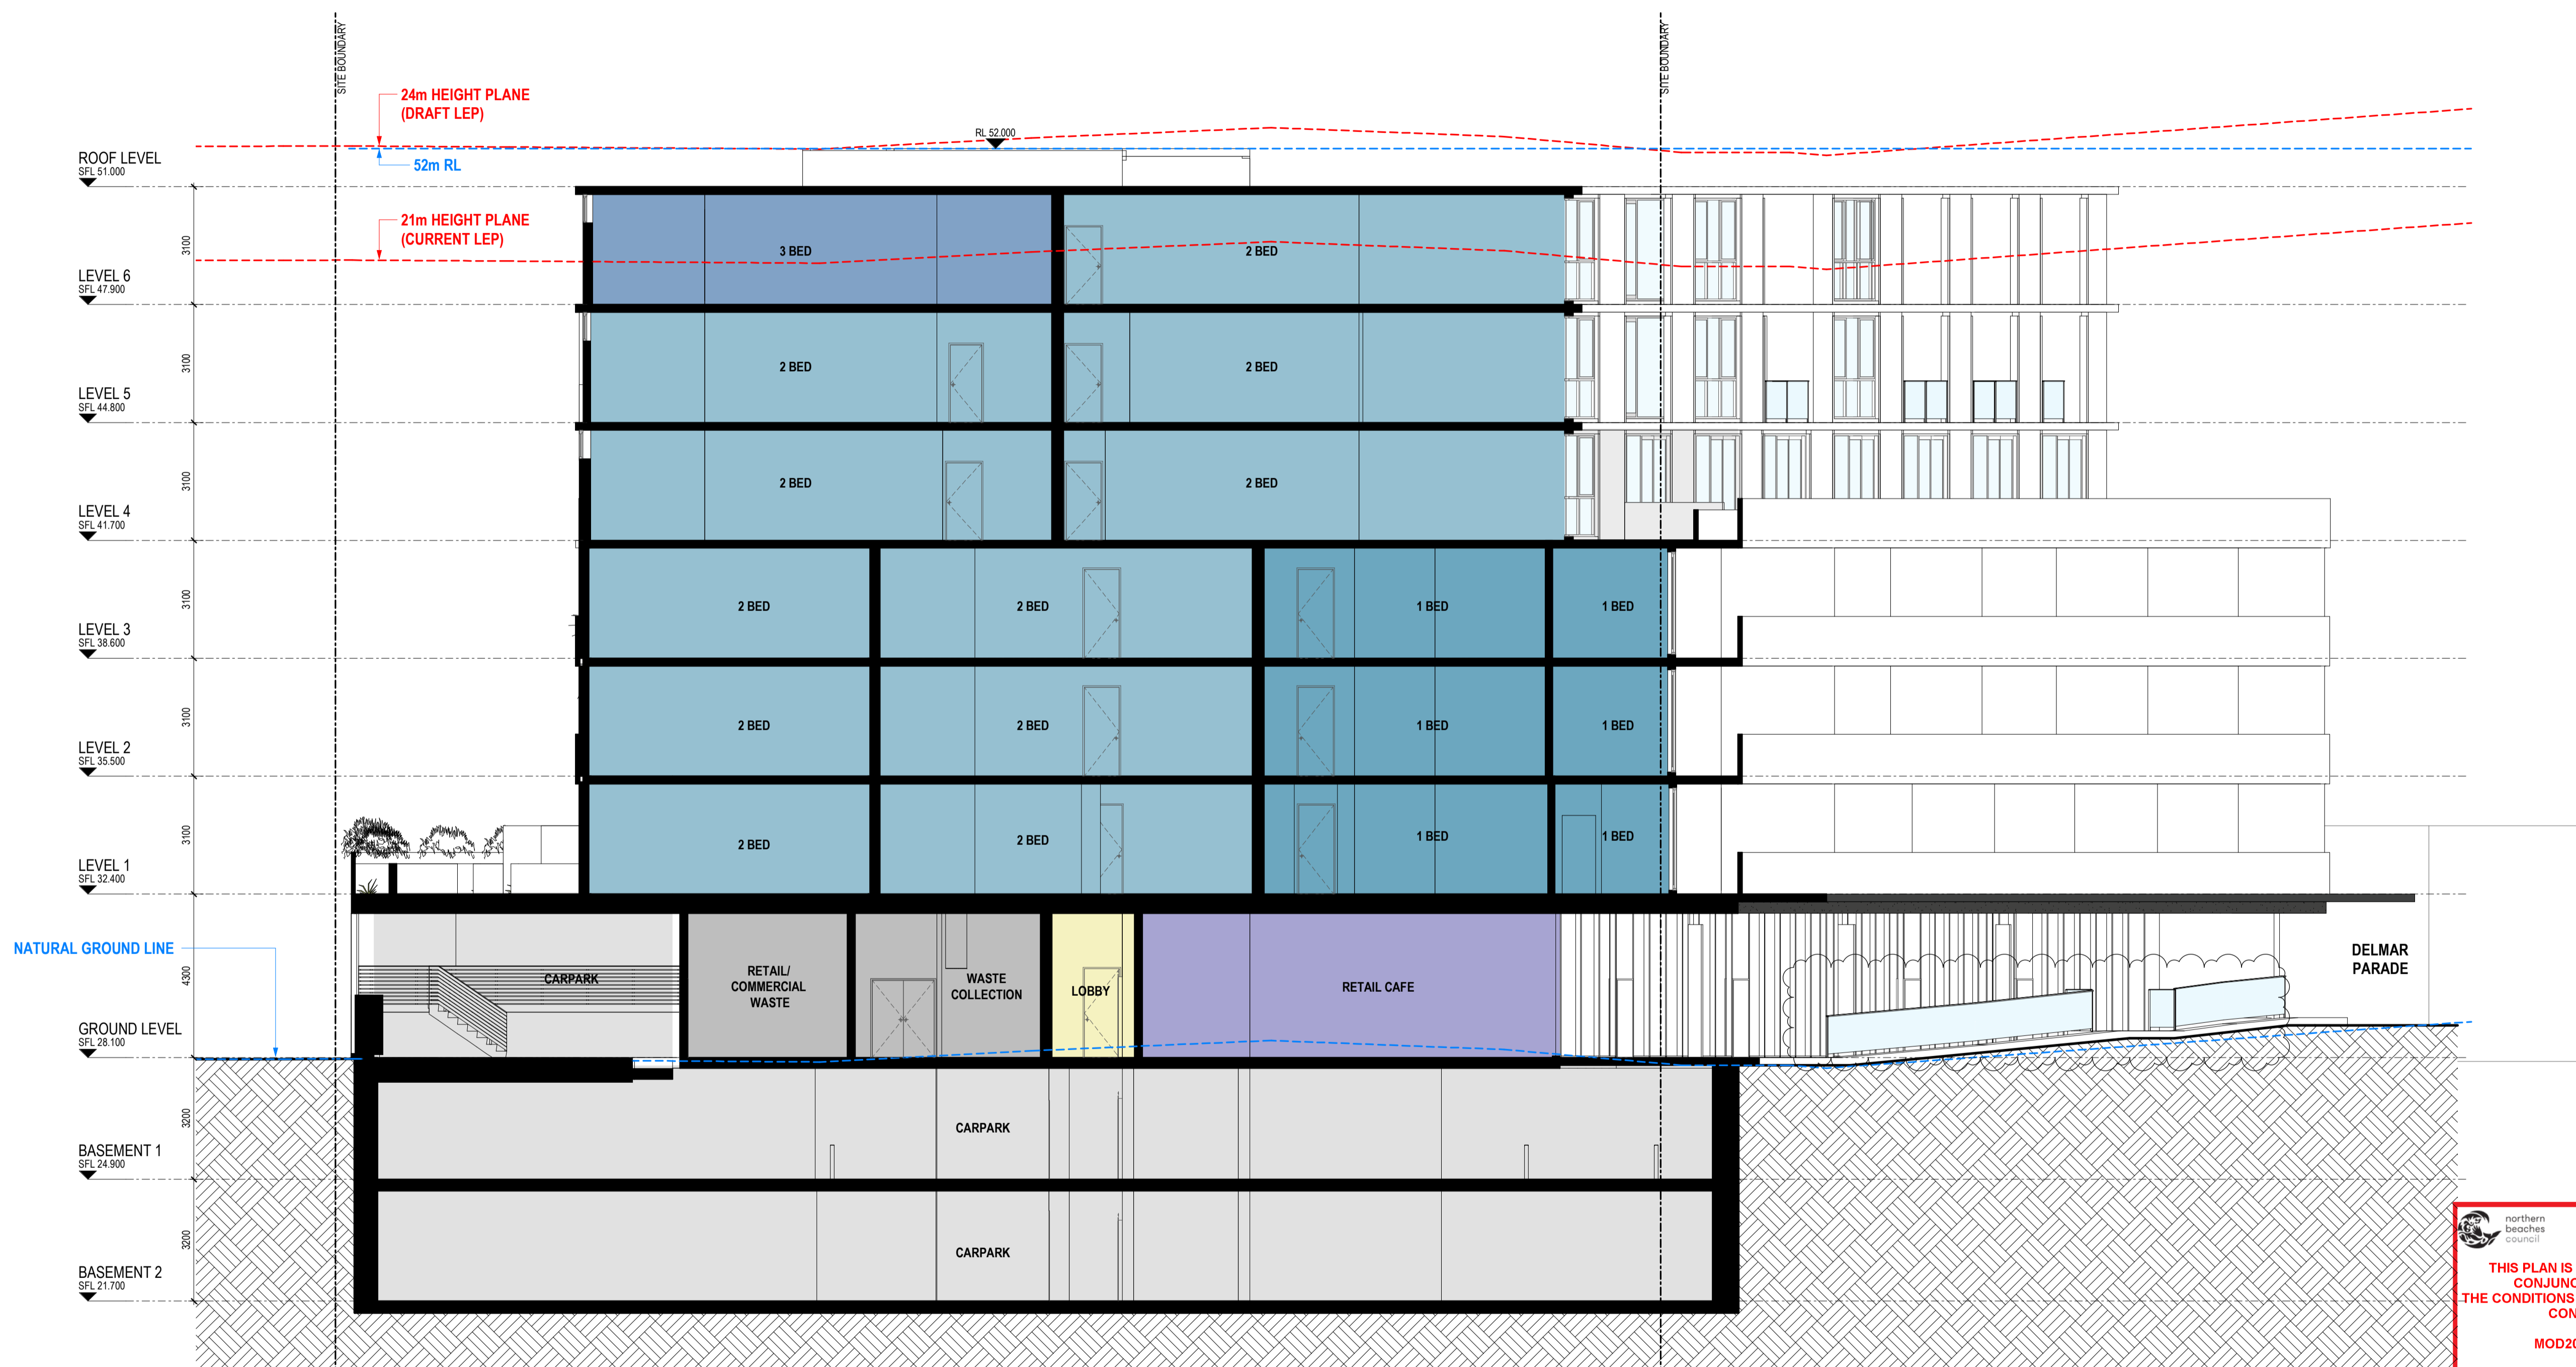 SITE BOUNDARY
SITE BOUNDARY
24m HEIGHT PLANE
(DRAFT LEP)
RL 52.000
52m RL
ROOF LEVEL
SFL 51.000
21m HEIGHT PLANE
(CURRENT LEP)
3100
3 BED
2 BED
LEVEL 6
SFL 47.900
3100
2 BED
2 BED
LEVEL 5
SFL 44.800
3100
2 BED
2 BED
LEVEL 4
SFL 41.700
3100
2 BED
2 BED
1 BED
1 BED
LEVEL 3
SFL 38.600
3100
2 BED
2 BED
1 BED
1 BED
LEVEL 2
SFL 35.500
3100
2 BED
2 BED
1 BED
1 BED
LEVEL 1
SFL 32.400
NATURAL GROUND LINE
4300
CARPARK
RETAIL/
COMMERCIAL
WASTE
WASTE
COLLECTION
LOBBY
RETAIL CAFE
DELMAR
PARADE
GROUND LEVEL
SFL 28.100
3200
CARPARK
BASEMENT 1
SFL 24.900
3200
CARPARK
BASEMENT 2
SFL 21.700
northern
beaches
council
THIS PLAN IS
CONJUNC
THE CONDITIONS
CON
MOD20